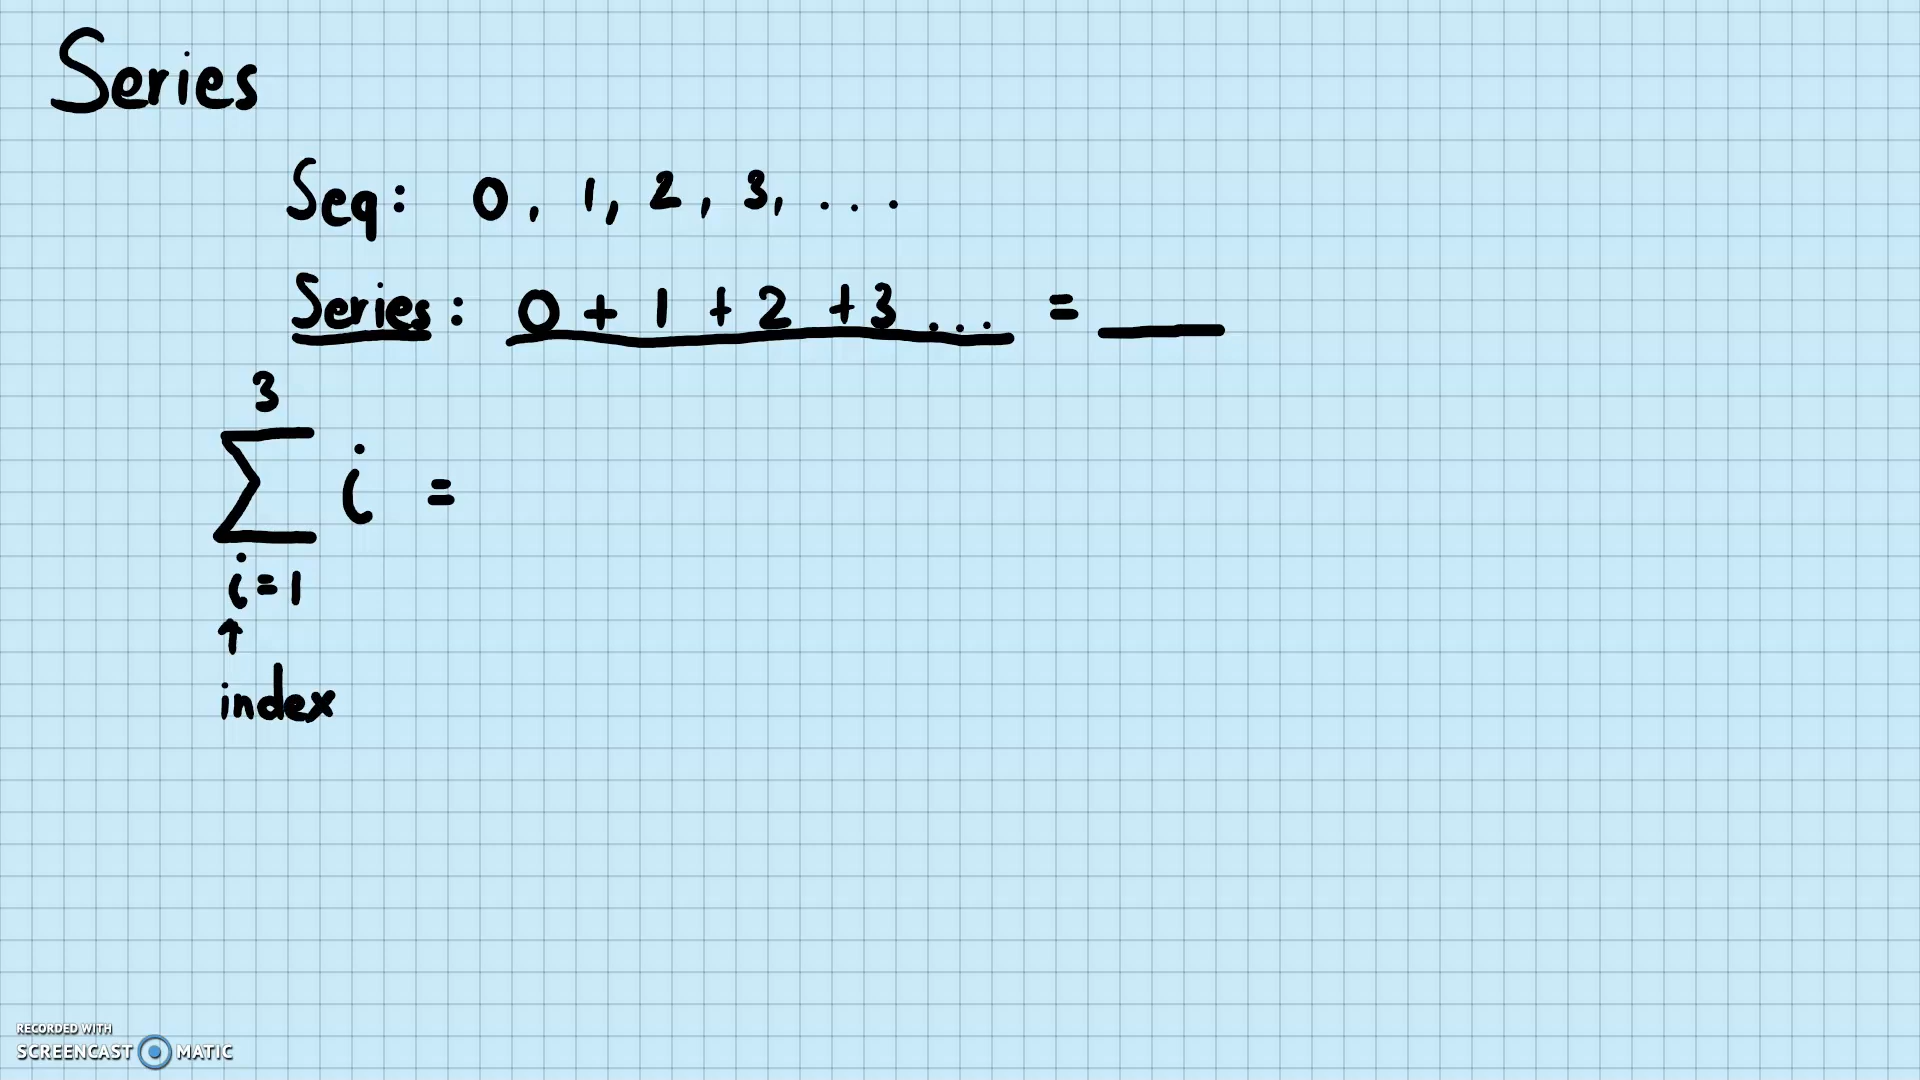 Series
Seq: 0, 1, 2, 3, ...
Series: 0 + 1 + 2 + 3 ... = ___
3
∑ i =
i = 1
↑
index
RECORDED WITH
SCREENCAST MATIC